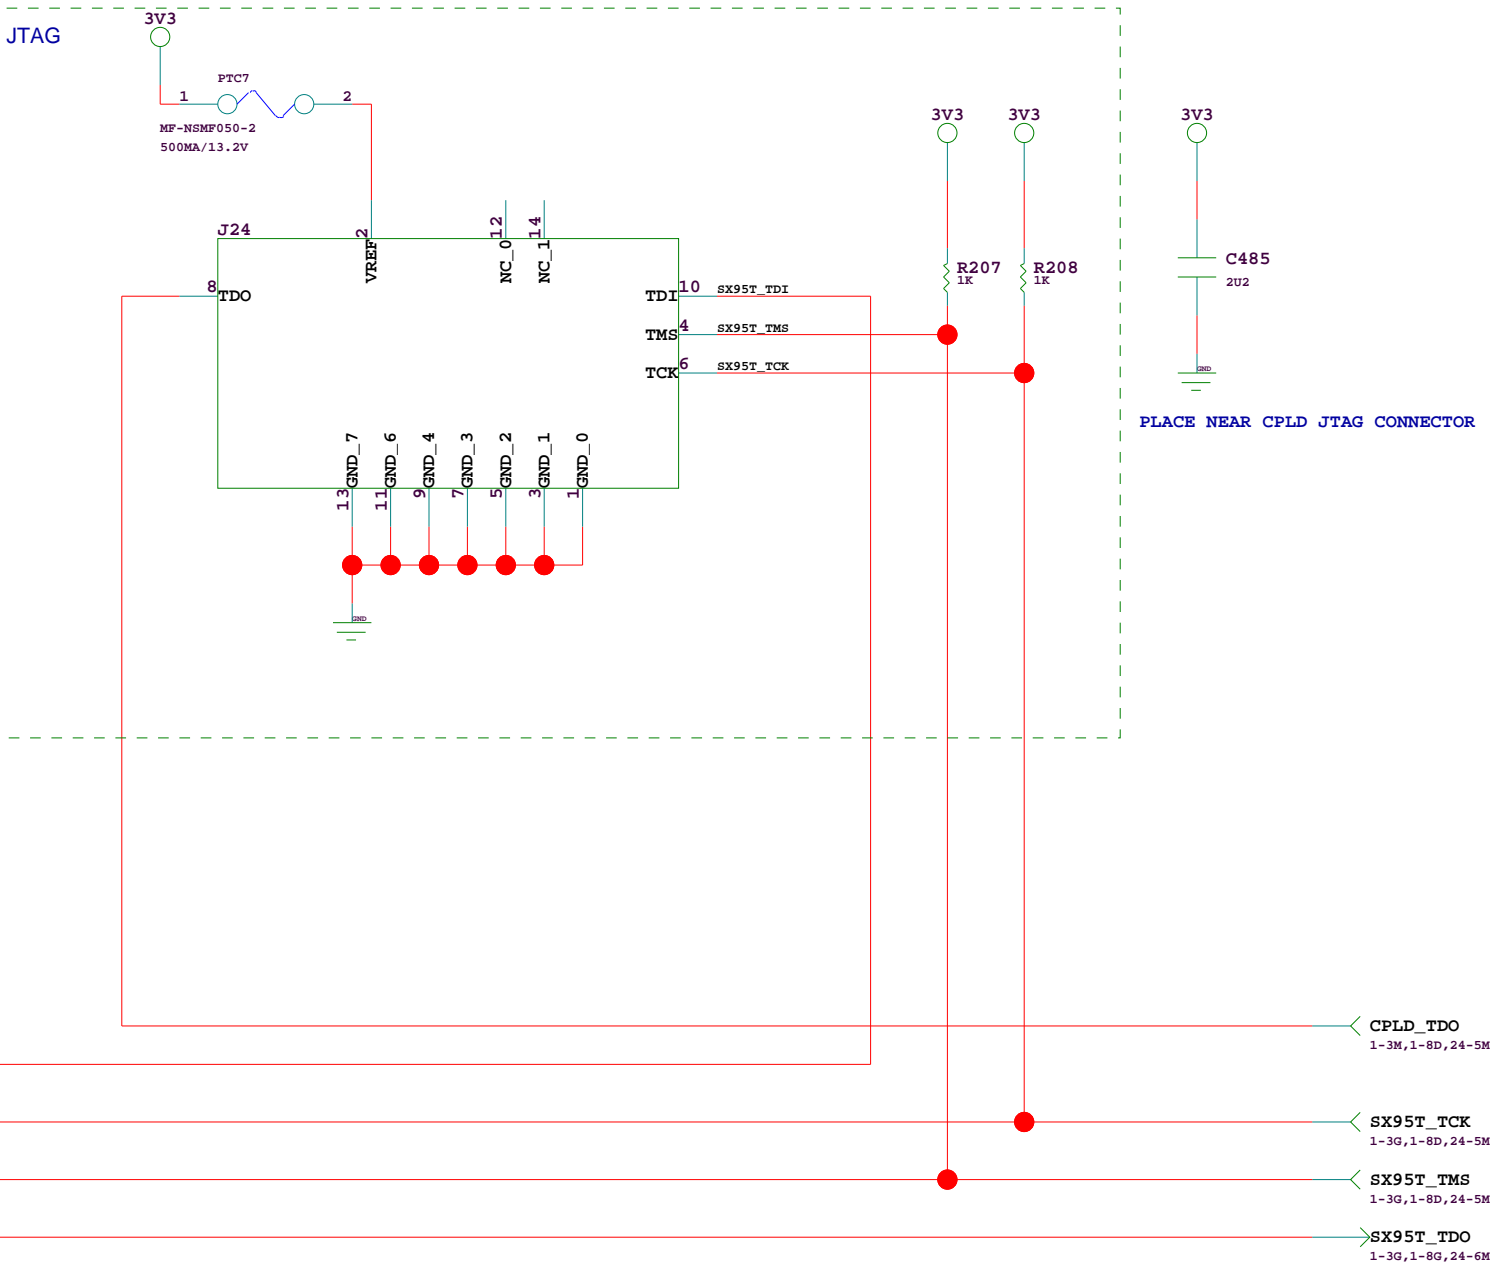 JTAG
3V3
PTC7
1
2
MF-NSMF050-2
500MA/13.2V
3V3
3V3
3V3
J24
2
VREF
12
NC_0
14
NC_1
8
TDO
TDI
10
SX95T_TDI
TMS
4
SX95T_TMS
TCK
6
SX95T_TCK
R207
1K
R208
1K
C485
2U2
GND
PLACE NEAR CPLD JTAG CONNECTOR
GND_7
GND_6
GND_4
GND_3
GND_2
GND_1
GND_0
13
11
9
7
5
3
1
GND
CPLD_TDO
1-3M,1-8D,24-5M
SX95T_TCK
1-3G,1-8D,24-5M
SX95T_TMS
1-3G,1-8D,24-5M
SX95T_TDO
1-3G,1-8G,24-6M